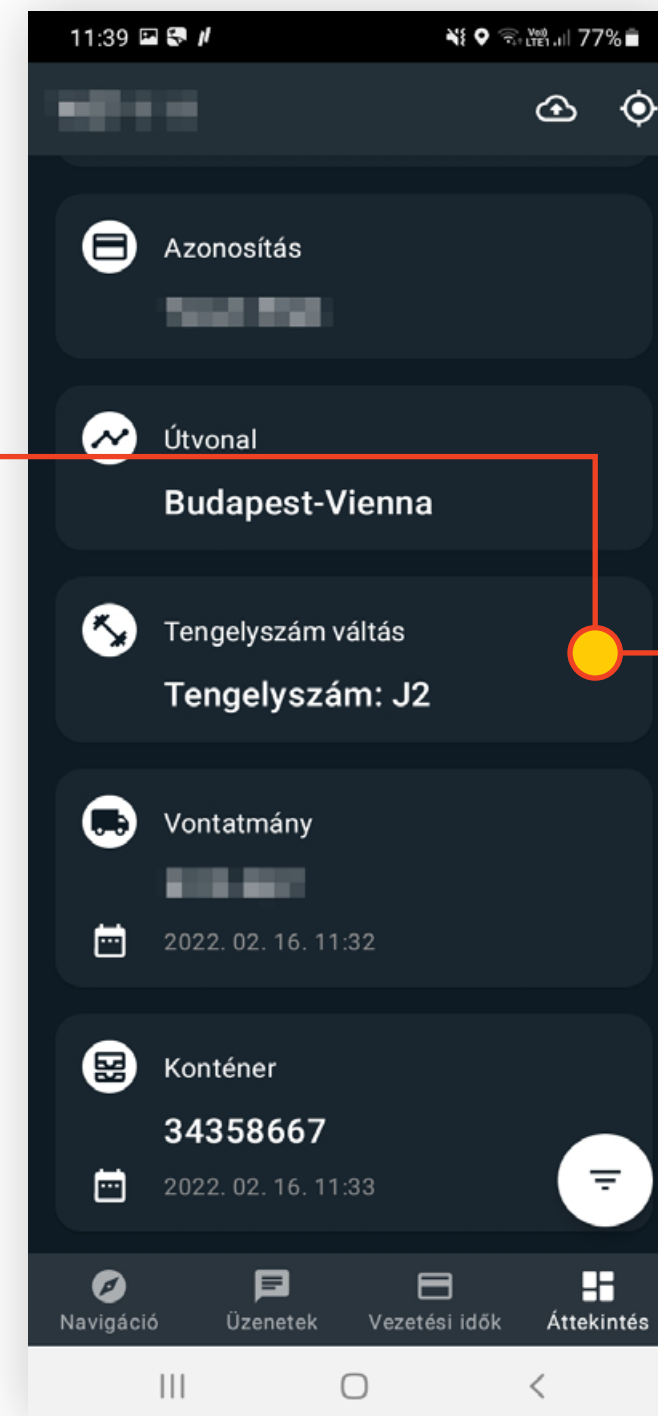 11:39 77%
Azonosítás
Útvonal
Budapest-Vienna
Tengelyszám váltás
Tengelyszám: J2
Vontatmány
2022. 02. 16. 11:32
Konténer
34358667
2022. 02. 16. 11:33
Navigáció Üzenetek Vezetési idők Áttekintés